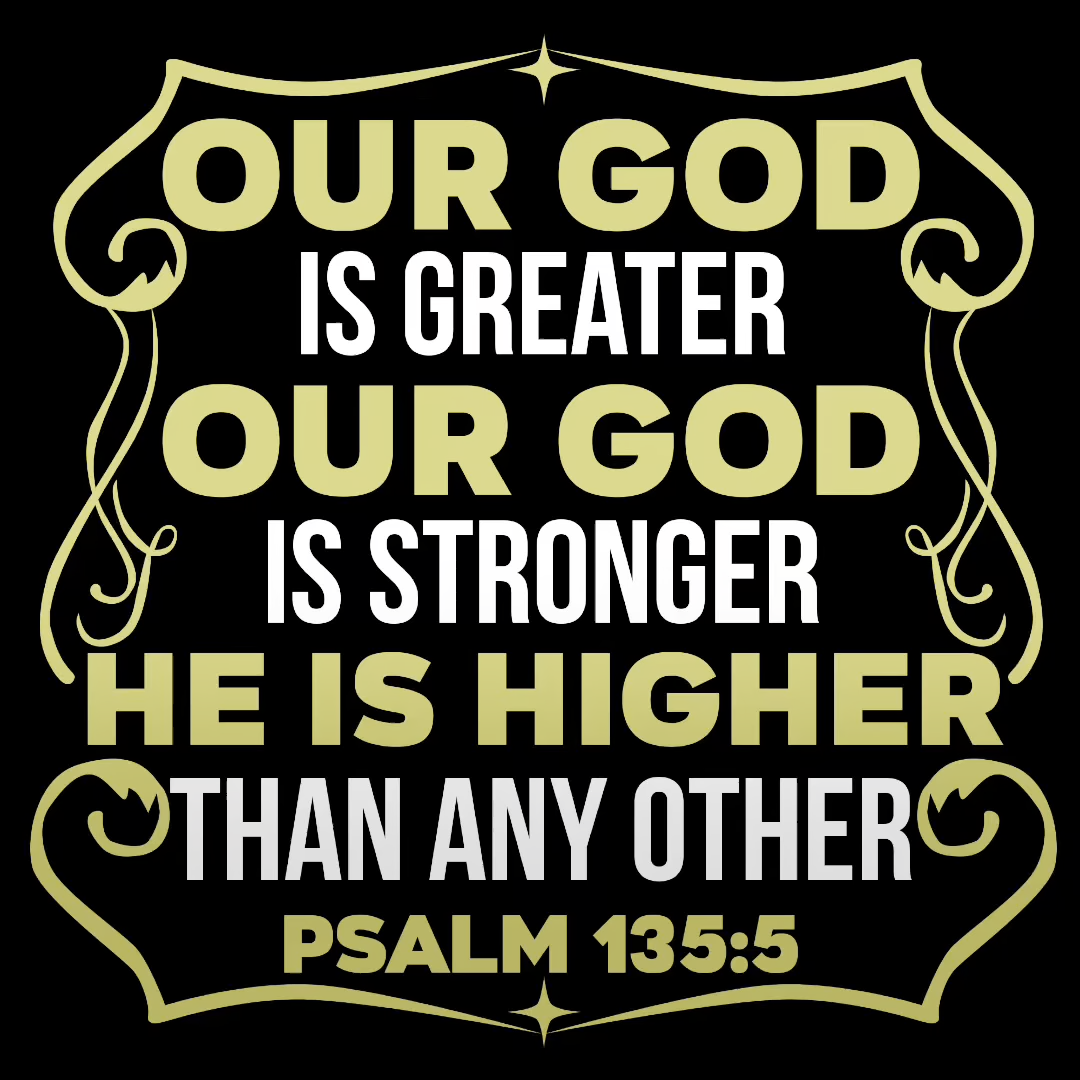 OUR GOD
IS GREATER
OUR GOD
IS STRONGER
HE IS HIGHER
THAN ANY OTHER
PSALM 135:5